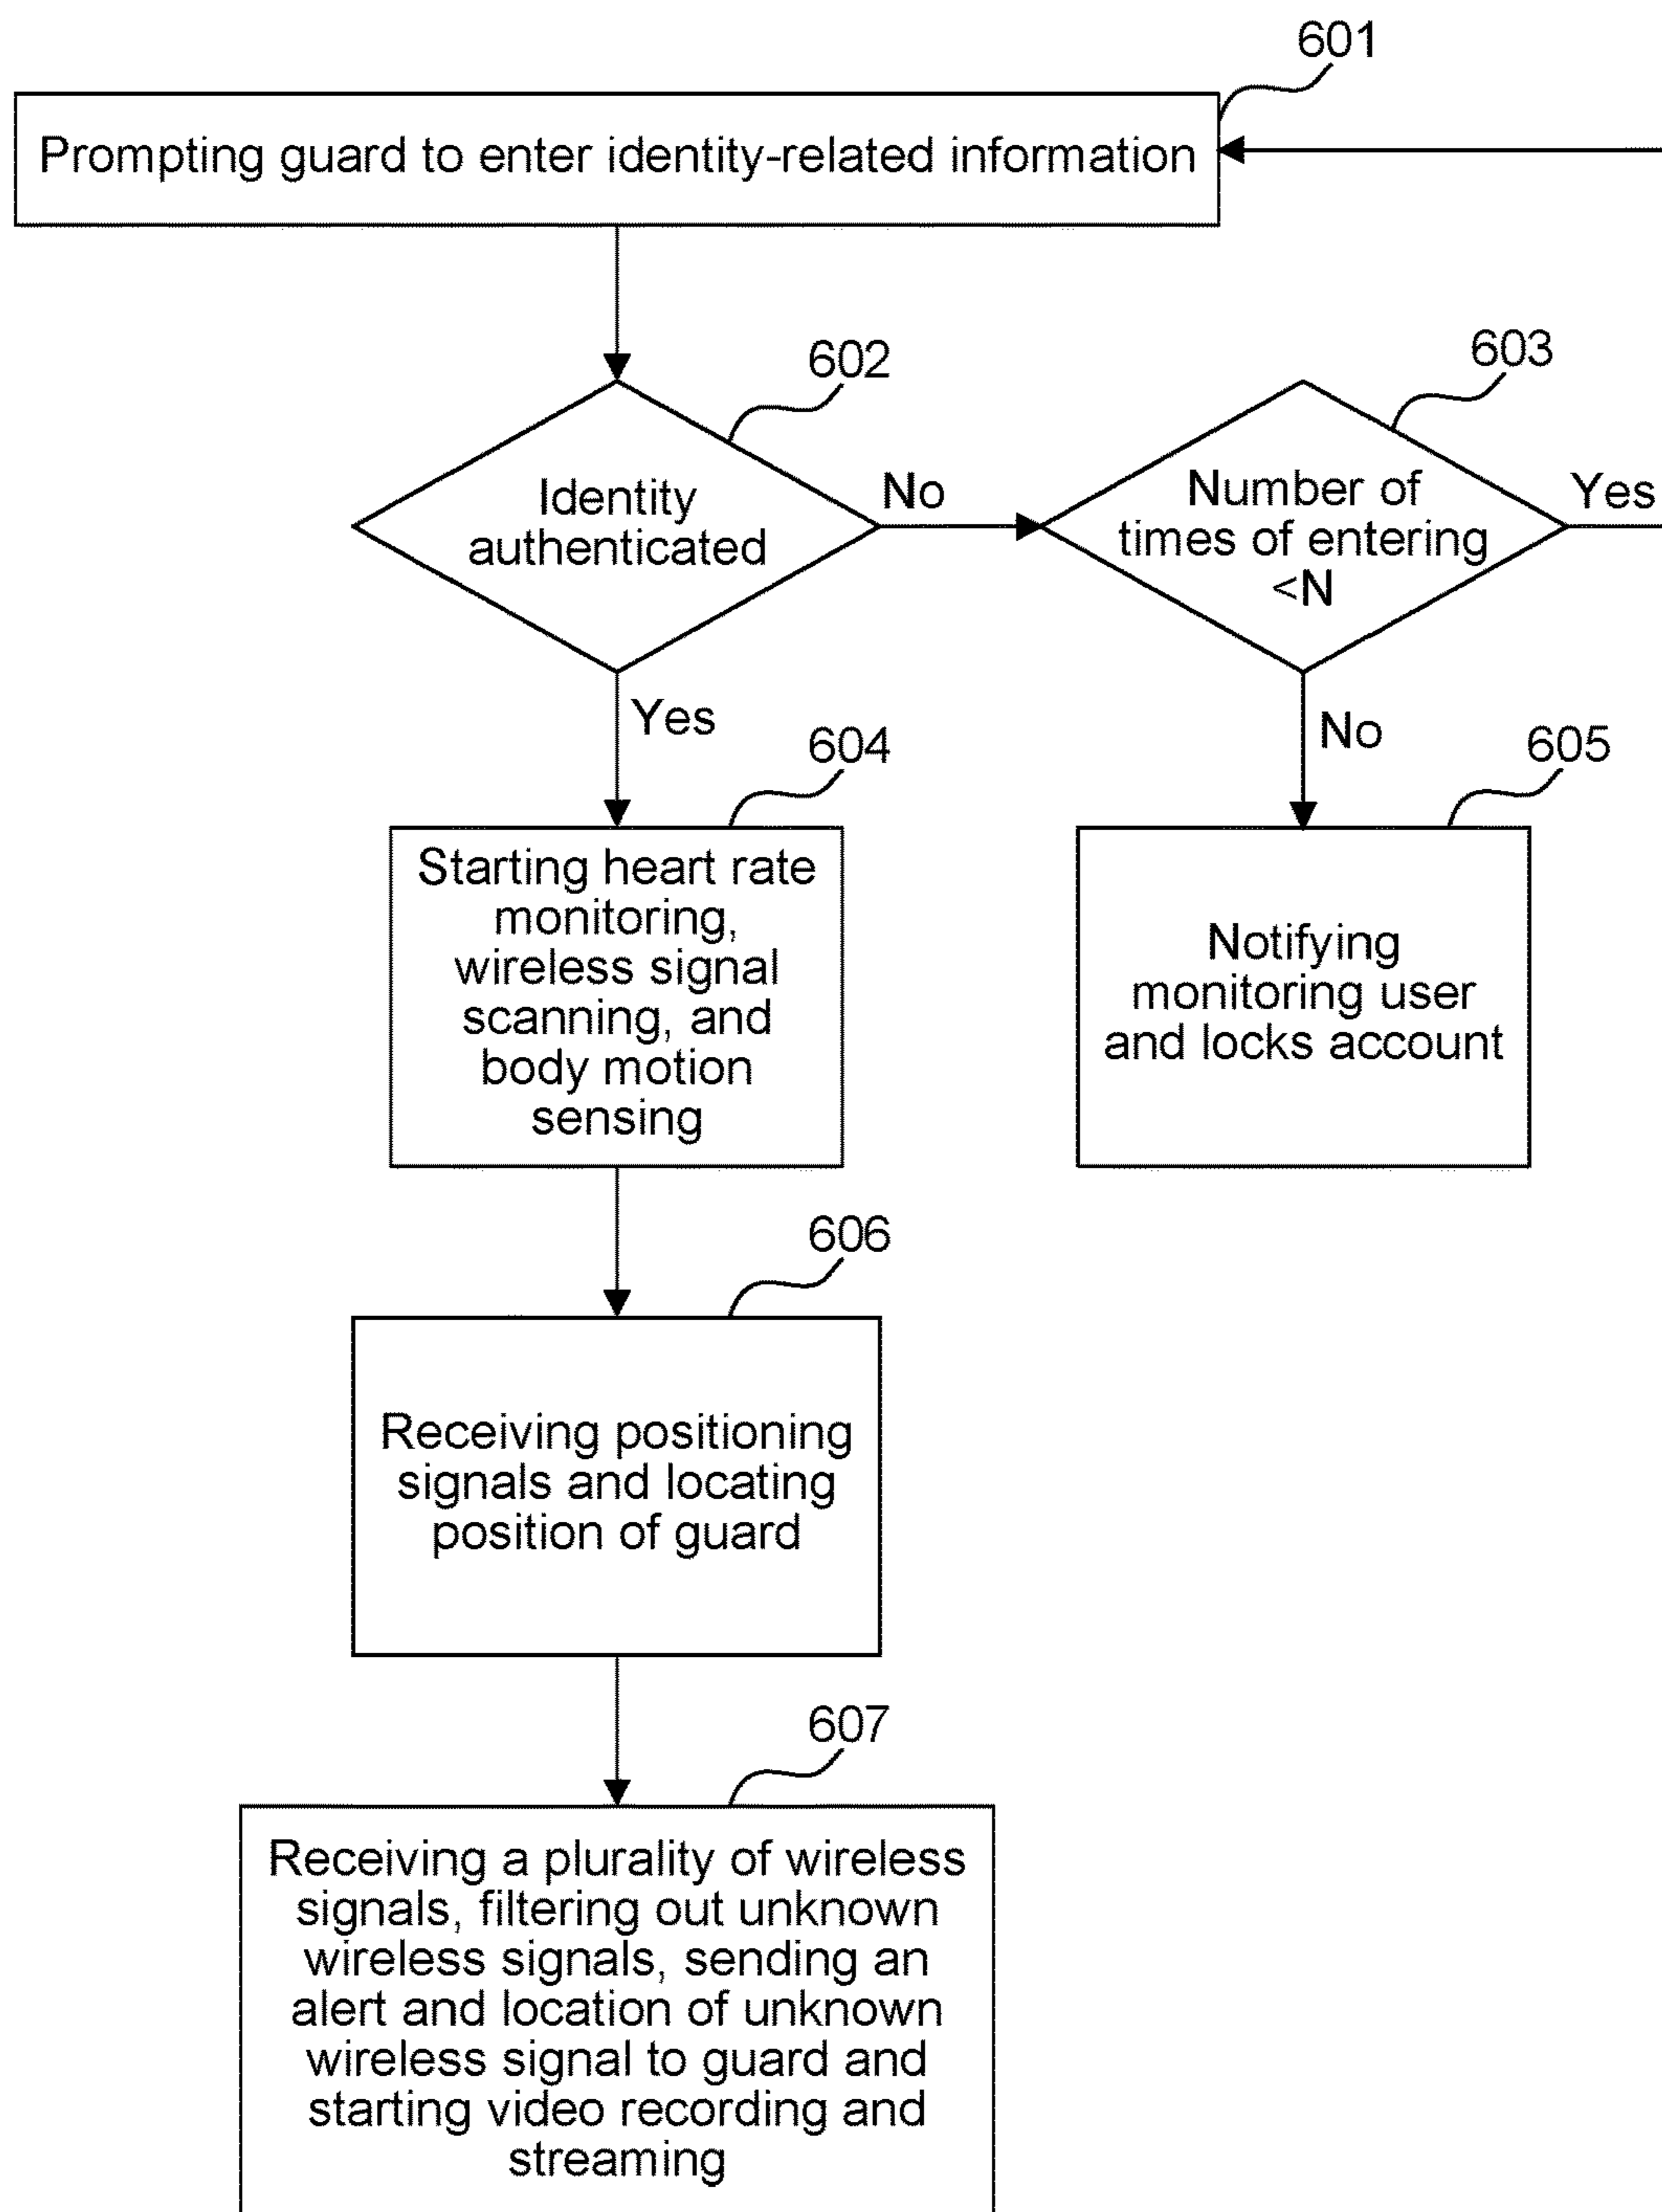 601
Prompting guard to enter identity-related information
602
603
Identity
authenticated
No
Number of
times of entering
<N
Yes
Yes
No
604
605
Starting heart rate
monitoring,
wireless signal
scanning, and
body motion
sensing
Notifying
monitoring user
and locks account
606
Receiving positioning
signals and locating
position of guard
607
Receiving a plurality of wireless
signals, filtering out unknown
wireless signals, sending an
alert and location of unknown
wireless signal to guard and
starting video recording and
streaming